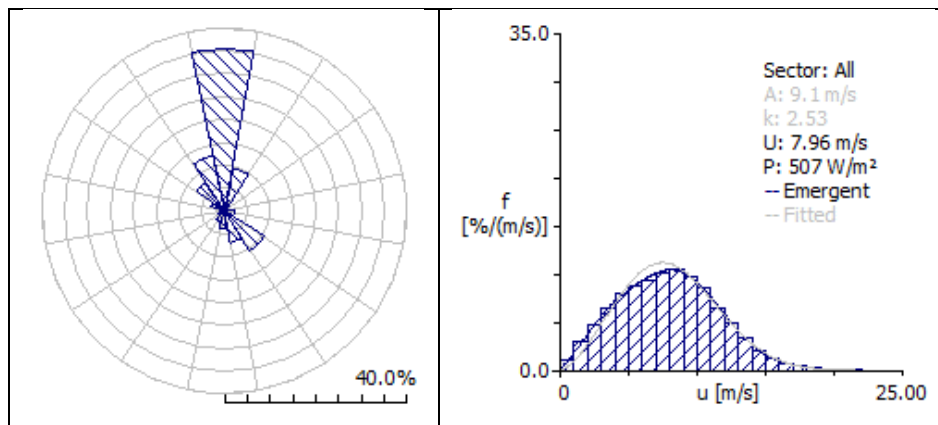 40.0%
35.0
f
[%/(m/s)]
0.0
0
u [m/s]
25.00
Sector: All
A: 9.1 m/s
k: 2.53
U: 7.96 m/s
P: 507 W/m²
-- Emergent
-- Fitted